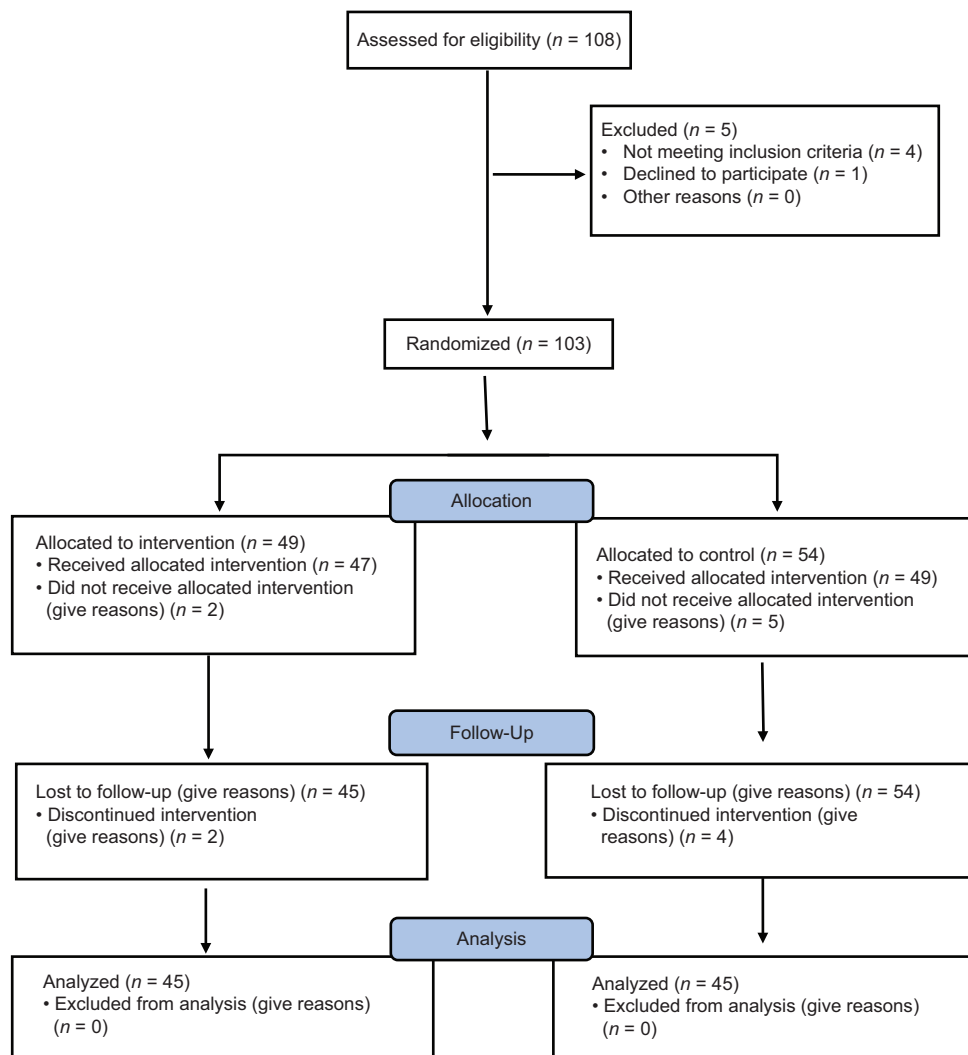 Assessed for eligibility (n = 108)
Excluded (n = 5)
• Not meeting inclusion criteria (n = 4)
• Declined to participate (n = 1)
• Other reasons (n = 0)
Randomized (n = 103)
Allocation
Allocated to intervention (n = 49)
• Received allocated intervention (n = 47)
• Did not receive allocated intervention
(give reasons) (n = 2)
Allocated to control (n = 54)
• Received allocated intervention (n = 49)
• Did not receive allocated intervention
(give reasons) (n = 5)
Follow-Up
Lost to follow-up (give reasons) (n = 45)
• Discontinued intervention
(give reasons) (n = 2)
Lost to follow-up (give reasons) (n = 54)
• Discontinued intervention (give
reasons) (n = 4)
Analysis
Analyzed (n = 45)
• Excluded from analysis (give reasons)
(n = 0)
Analyzed (n = 45)
• Excluded from analysis (give reasons)
(n = 0)